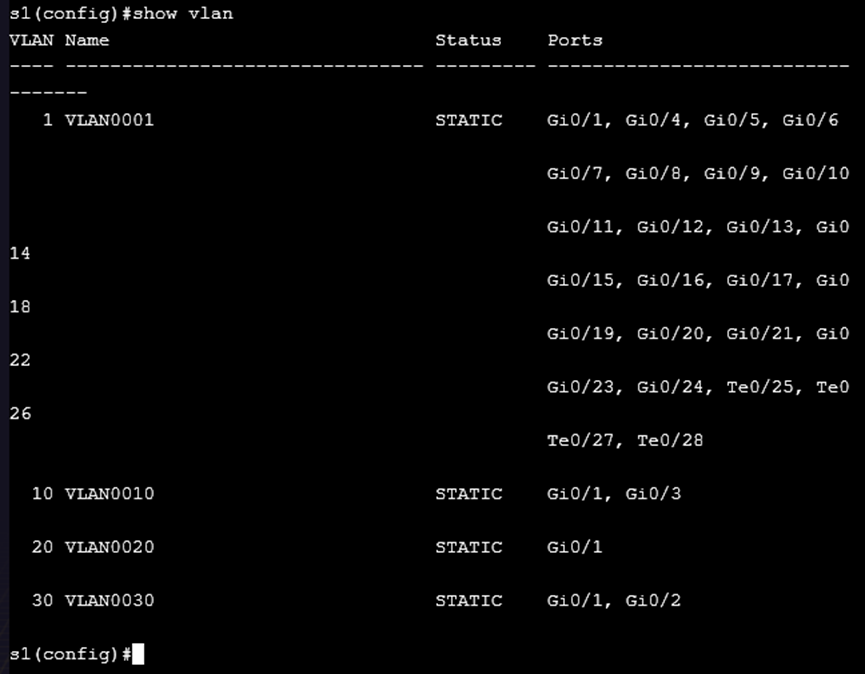 s1(config)#show vlan
VLAN Name                             Status    Ports
---- -------------------------------- --------- ---------------------------
-------
   1 VLAN0001                         STATIC    Gi0/1, Gi0/4, Gi0/5, Gi0/6
                                                Gi0/7, Gi0/8, Gi0/9, Gi0/10
                                                Gi0/11, Gi0/12, Gi0/13, Gi0
14
                                                Gi0/15, Gi0/16, Gi0/17, Gi0
18
                                                Gi0/19, Gi0/20, Gi0/21, Gi0
22
                                                Gi0/23, Gi0/24, Te0/25, Te0
26
                                                Te0/27, Te0/28
  10 VLAN0010                         STATIC    Gi0/1, Gi0/3
  20 VLAN0020                         STATIC    Gi0/1
  30 VLAN0030                         STATIC    Gi0/1, Gi0/2
s1(config)#